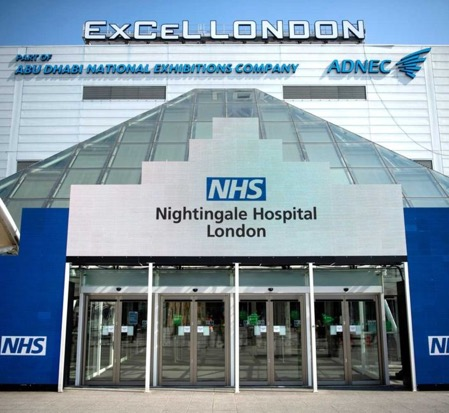 ExCeL LONDON
PART OF
ABU DHABI NATIONAL EXHIBITIONS COMPANY
ADNEC
NHS
Nightingale Hospital
London
NHS
NHS